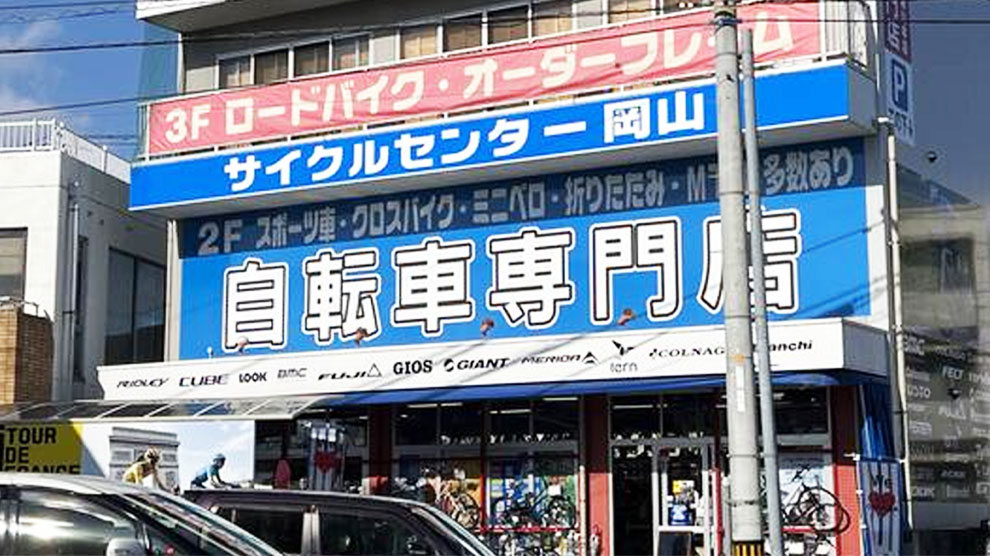 3F ロードバイク・オーダーフレーム
サイクルセンター岡山
2F スポーツ車・クロスバイク・ミニベロ・折りたたみ・M 多数あり
自転車専門店
RIDLEY CUBE LOOK BMC FUJI GIOS GIANT MERIDA tern COLNAGO Bianchi
P
TOUR
DE
FRANCE
FELT
FUJI